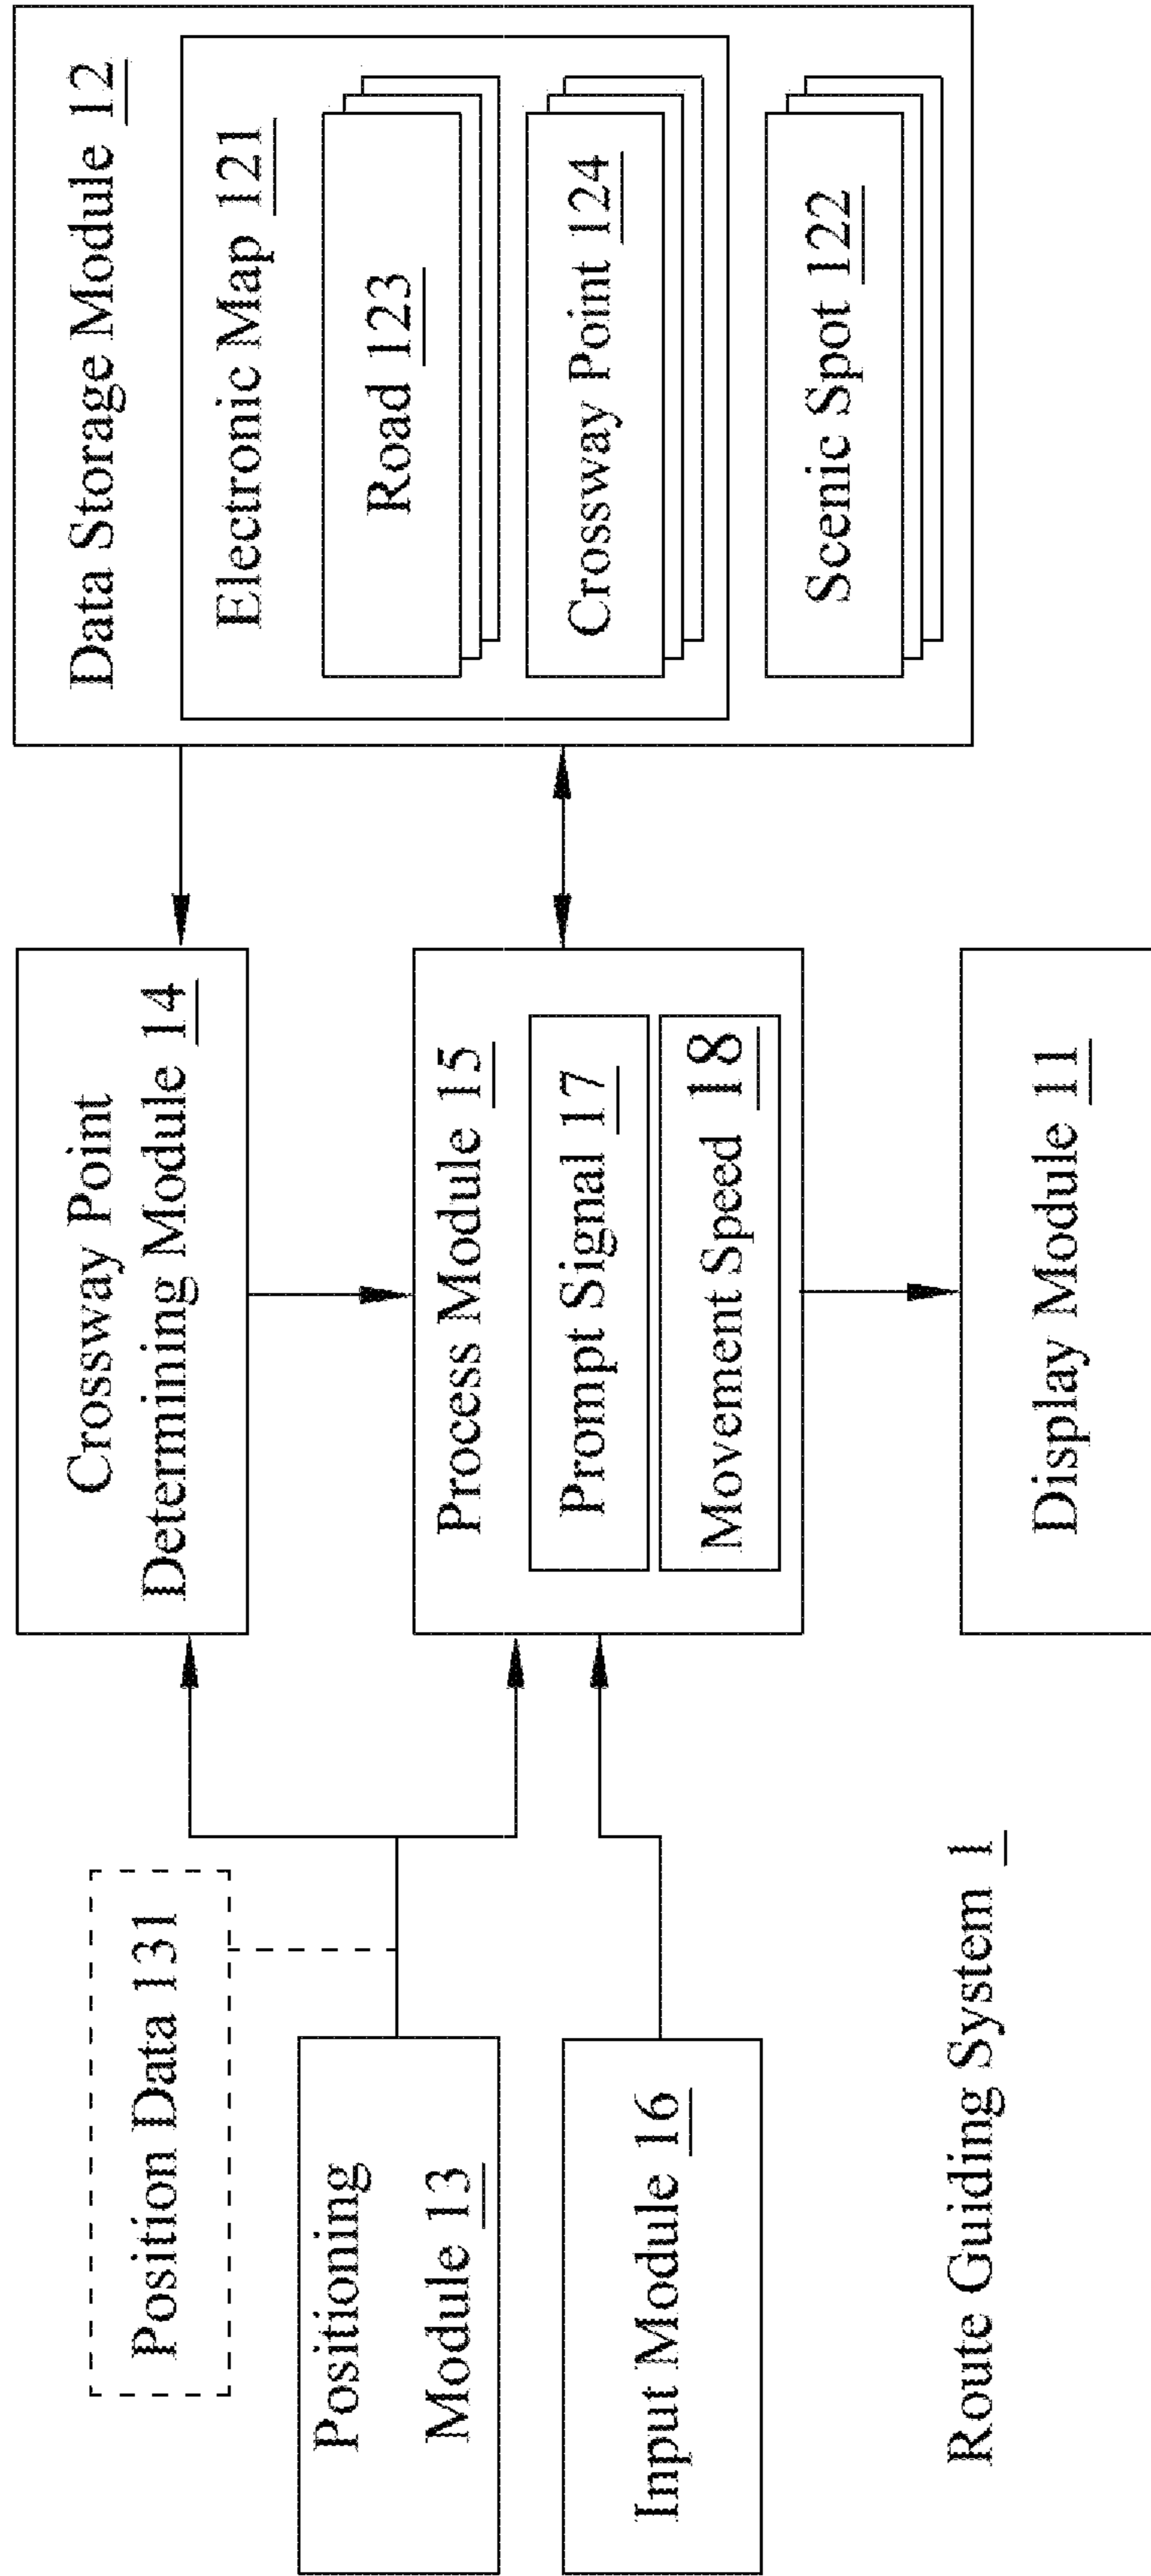 Position Data 131
Positioning
Module 13
Input Module 16
Route Guiding System 1
Crossway Point
Determining Module 14
Process Module 15
Prompt Signal 17
Movement Speed 18
Display Module 11
Data Storage Module 12
Electronic Map 121
Road 123
Crossway Point 124
Scenic Spot 122